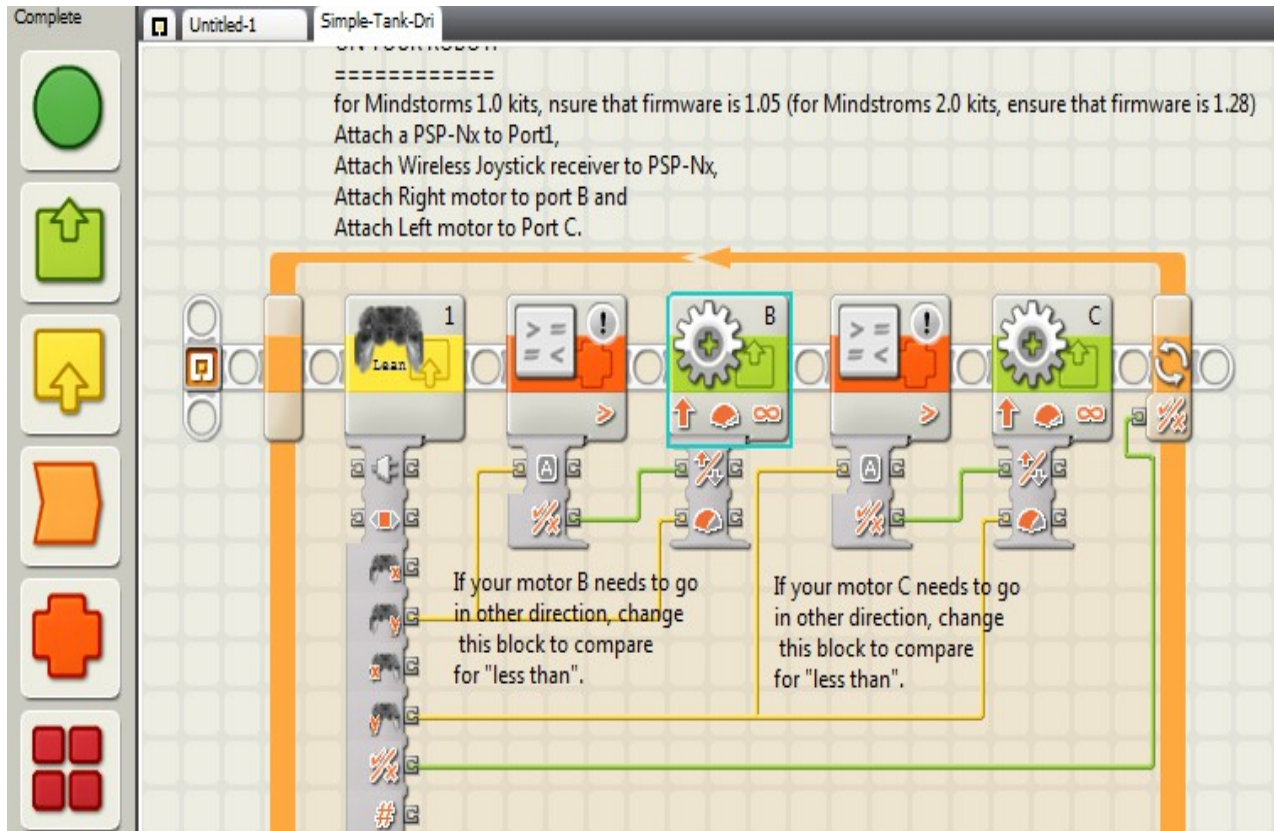 Complete
Untitled-1
Simple-Tank-Dri
ON YOUR ROBOT:
============
for Mindstorms 1.0 kits, nsure that firmware is 1.05 (for Mindstroms 2.0 kits, ensure that firmware is 1.28)
Attach a PSP-Nx to Port1,
Attach Wireless Joystick receiver to PSP-Nx,
Attach Right motor to port B and
Attach Left motor to Port C.
1
Lean
B
C
A
A
x
y
x
y
#
If your motor B needs to go
in other direction, change
this block to compare
for "less than".
If your motor C needs to go
in other direction, change
this block to compare
for "less than".